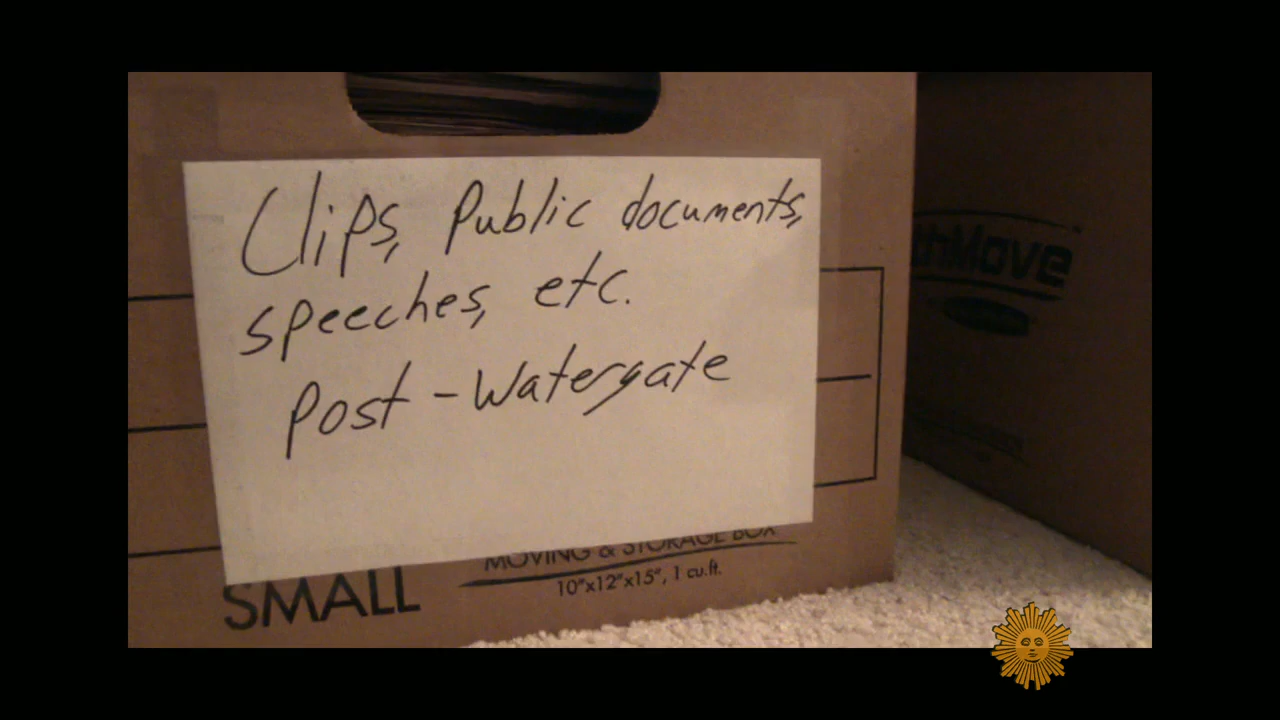 Clips, Public documents,
speeches, etc.
Post-Watergate
MOVING & STORAGE BOX
10"x12"x15", 1 cu.ft.
SMALL